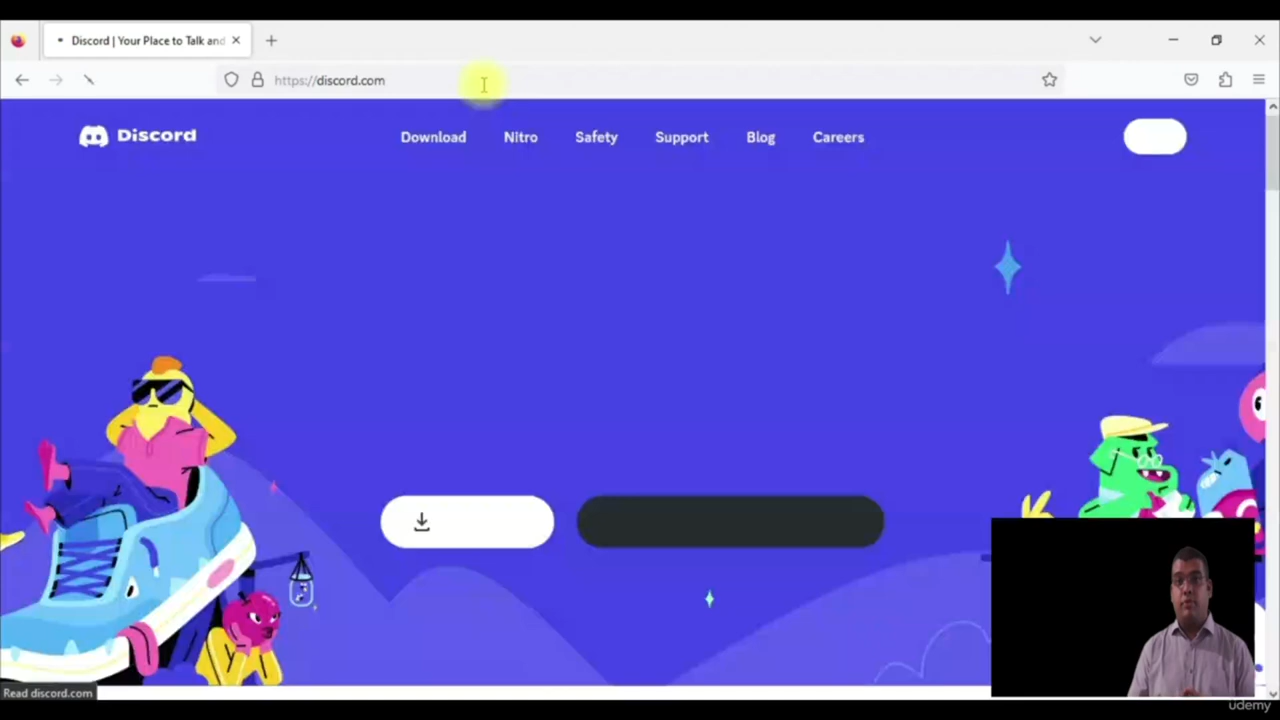 Discord | Your Place to Talk and
https://discord.com
Discord
Download
Nitro
Safety
Support
Blog
Careers
Read discord.com
udemy